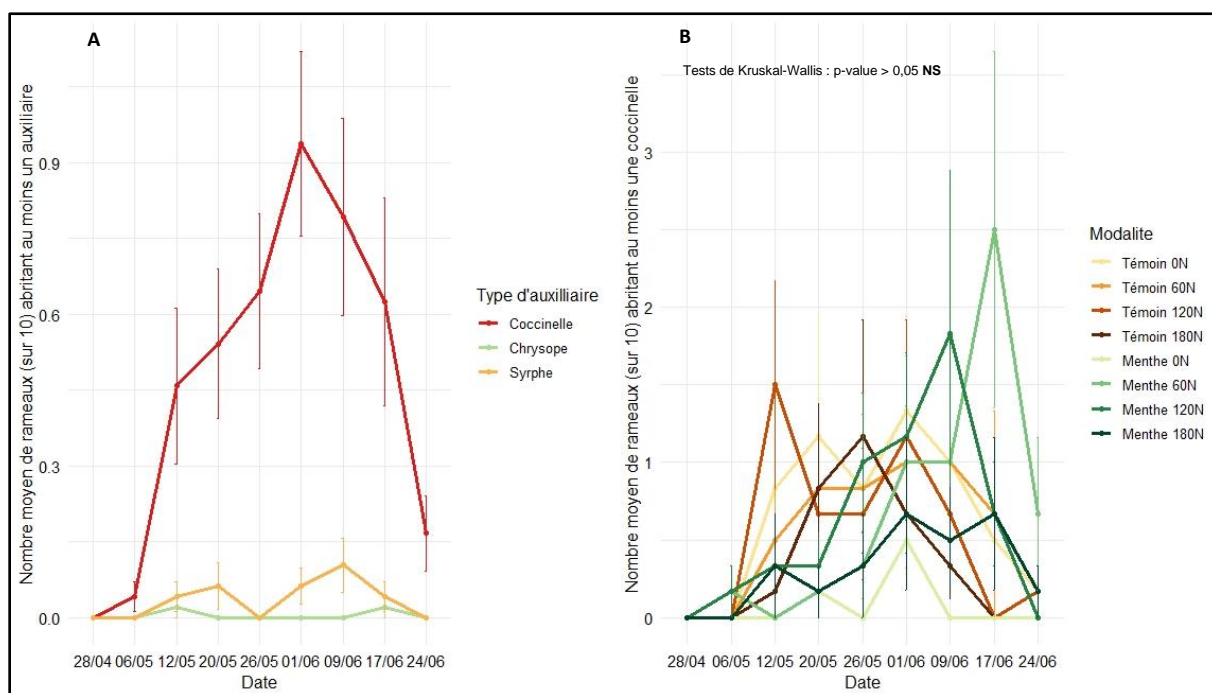 A
Nombre moyen de rameaux (sur 10) abritant au moins un auxiliaire
0.9
0.6
0.3
0.0
28/04 06/05 12/05 20/05 26/05 01/06 09/06 17/06 24/06
Date
Type d'auxilliaire
Coccinelle
Chrysope
Syrphe
B
Tests de Kruskal-Wallis : p-value > 0,05 NS
Nombre moyen de rameaux (sur 10) abritant au moins une coccinelle
3
2
1
0
28/04 06/05 12/05 20/05 26/05 01/06 09/06 17/06 24/06
Date
Modalite
Témoin 0N
Témoin 60N
Témoin 120N
Témoin 180N
Menthe 0N
Menthe 60N
Menthe 120N
Menthe 180N